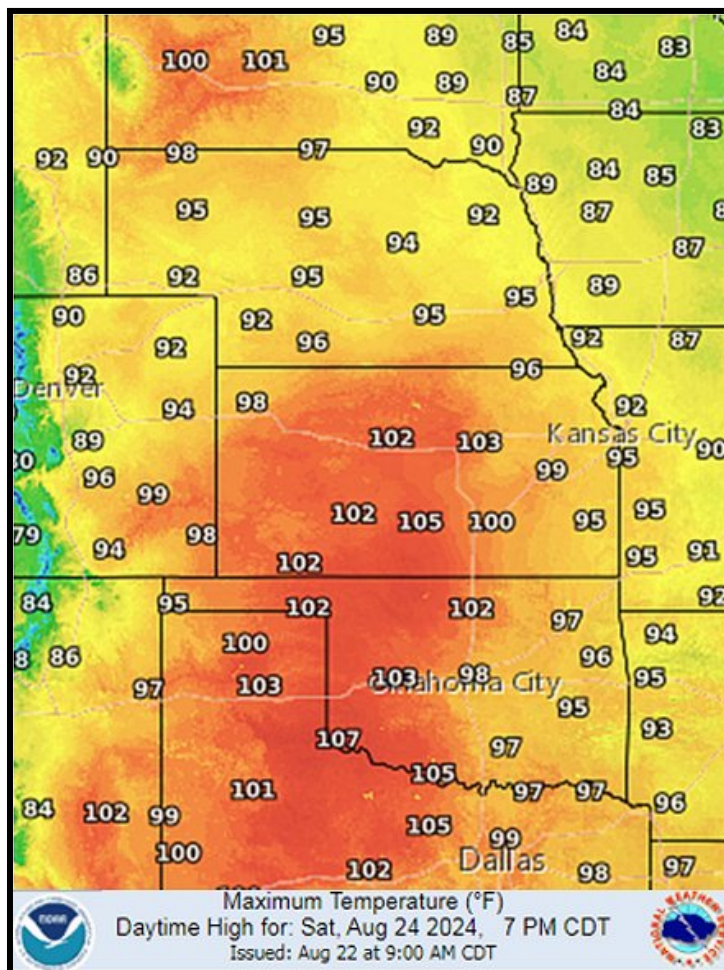 95 89 85 84 83
100 101 84
90 89 87
84
92 90 83
92 90 98 97
84 85
89
95 95 92 87
94 87
86 92 95
89
95
90 92 95
92 96 92 87
92 96
Denver
94 98 92
89 102 103 Kansas City 90
96 99 95
99
102 105 100 95 95
79
94 98 102 95 91
84 95 102 102 92
97 94
86 100 96
97 103 103 98 95
Oklahoma City
95 93
107 97
105
101 97 97 96
84 102 99
105 99
100 Dallas 97
102 98
Maximum Temperature (°F)
Daytime High for: Sat, Aug 24 2024, 7 PM CDT
Issued: Aug 22 at 9:00 AM CDT
NOAA